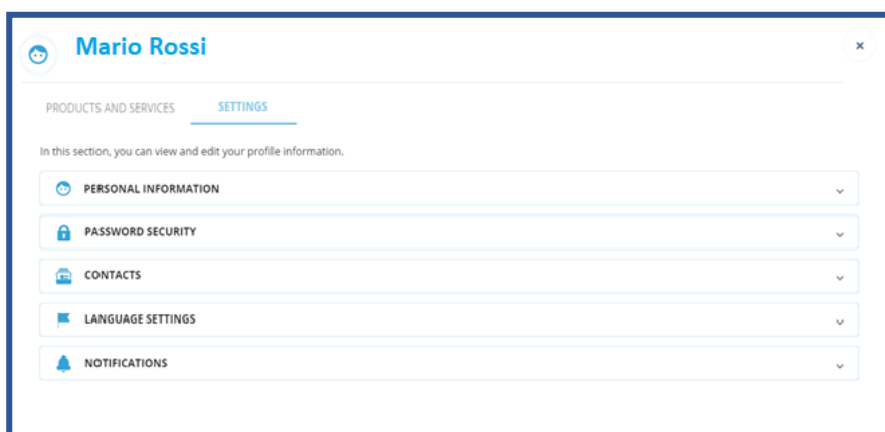 Mario Rossi
×
PRODUCTS AND SERVICES SETTINGS
In this section, you can view and edit your profile information.
PERSONAL INFORMATION
PASSWORD SECURITY
CONTACTS
LANGUAGE SETTINGS
NOTIFICATIONS